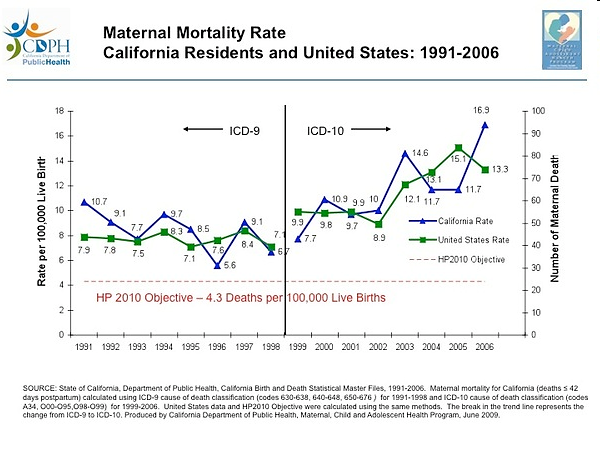 CDPH
California Department of
PublicHealth
Maternal Mortality Rate
California Residents and United States: 1991-2006
18
16
14
12
10
8
6
4
2
0
Rate per 100,000 Live Birth
100
90
80
70
60
50
40
30
20
10
0
Number of Maternal Death
ICD-9
ICD-10
10.7
9.1
7.7
9.7
8.5
5.6
9.1
6.7
7.9
7.8
7.5
8.3
7.1
7.6
8.4
7.1
7.7
10.9
9.7
10
14.6
11.7
11.7
16.9
9.9
9.8
9.9
8.9
12.1
13.1
15.1
13.3
California Rate
United States Rate
HP2010 Objective
HP 2010 Objective – 4.3 Deaths per 100,000 Live Births
1991 1992 1993 1994 1995 1996 1997 1998 1999 2000 2001 2002 2003 2004 2005 2006
SOURCE: State of California, Department of Public Health, California Birth and Death Statistical Master Files, 1991-2006. Maternal mortality for California (deaths ≤ 42
days postpartum) calculated using ICD-9 cause of death classification (codes 630-638, 640-648, 650-676 ) for 1991-1998 and ICD-10 cause of death classification (codes
A34, O00-O95,O98-O99) for 1999-2006. United States data and HP2010 Objective were calculated using the same methods. The break in the trend line represents the
change from ICD-9 to ICD-10. Produced by California Department of Public Health, Maternal, Child and Adolescent Health Program, June 2009.